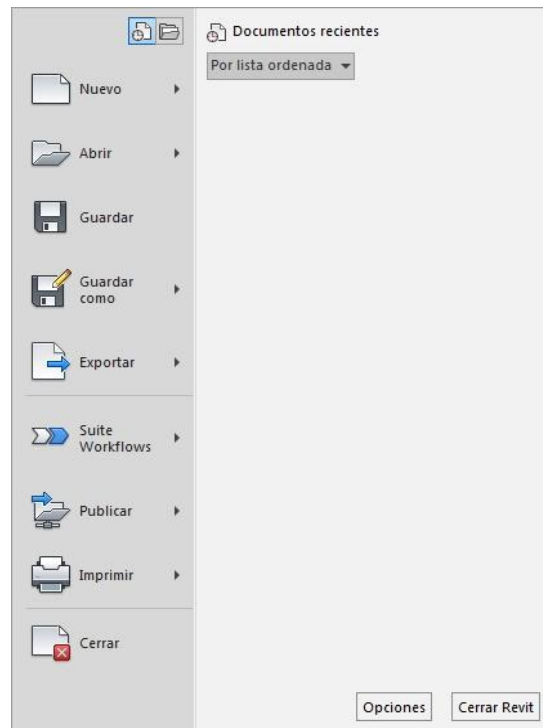 Documentos recientes
Por lista ordenada
Nuevo
Abrir
Guardar
Guardar
como
Exportar
Suite
Workflows
Publicar
Imprimir
Cerrar
Opciones
Cerrar Revit